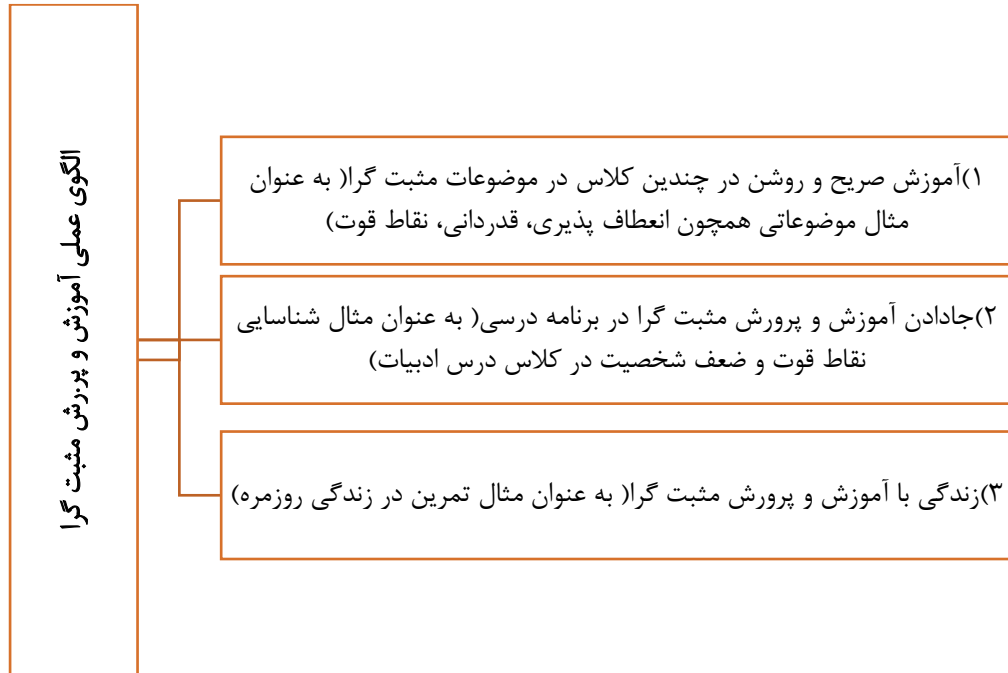 الگوی عملی آموزش و پر.رش مثبت گرا
۱)آموزش صریح و روشن در چندین کلاس در موضوعات مثبت گرا( به عنوان
مثال موضوعاتی همچون انعطاف پذیری، قدردانی، نقاط قوت)
۲)جادادن آموزش و پرورش مثبت گرا در برنامه درسی( به عنوان مثال شناسایی
نقاط قوت و ضعف شخصیت در کلاس درس ادبیات)
۳)زندگی با آموزش و پرورش مثبت گرا( به عنوان مثال تمرین در زندگی روزمره)